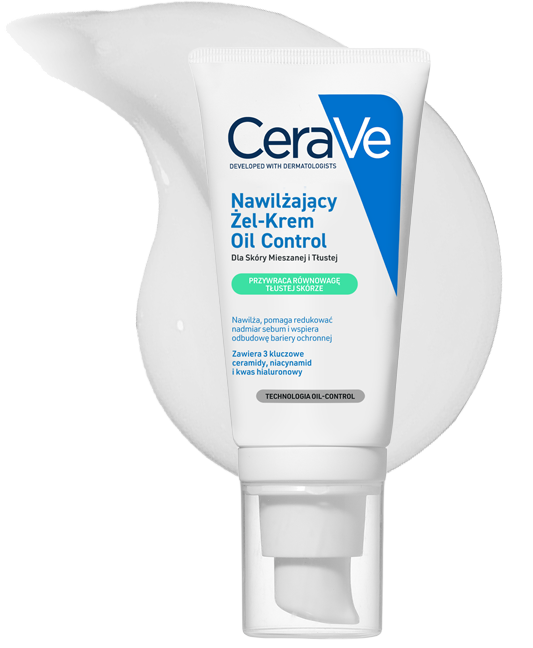 CeraVe
DEVELOPED WITH DERMATOLOGISTS
Nawilżający
Żel-Krem
Oil Control
Dla Skóry Mieszanej i Tłustej
PRZYWRACA RÓWNOWAGĘ
TŁUSTEJ SKÓRZE
Nawilża, pomaga redukować
nadmiar sebum i wspiera
odbudowę bariery ochronnej
Zawiera 3 kluczowe
ceramidy, niacynamid
i kwas hialuronowy
TECHNOLOGIA OIL-CONTROL